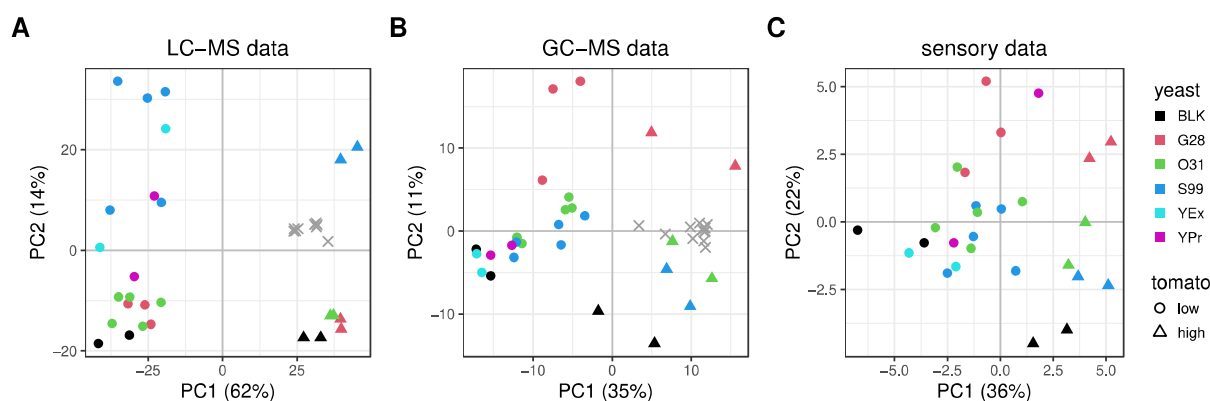 A
LC−MS data
PC2 (14%)
20
0
−20
−25
0
25
PC1 (62%)
B
GC−MS data
PC2 (11%)
10
0
−10
−10
0
10
PC1 (35%)
C
sensory data
PC2 (22%)
5.0
2.5
0.0
−2.5
−5.0
−2.5
0.0
2.5
5.0
PC1 (36%)
yeast
BLK
G28
O31
S99
YEx
YPr
tomato
low
high